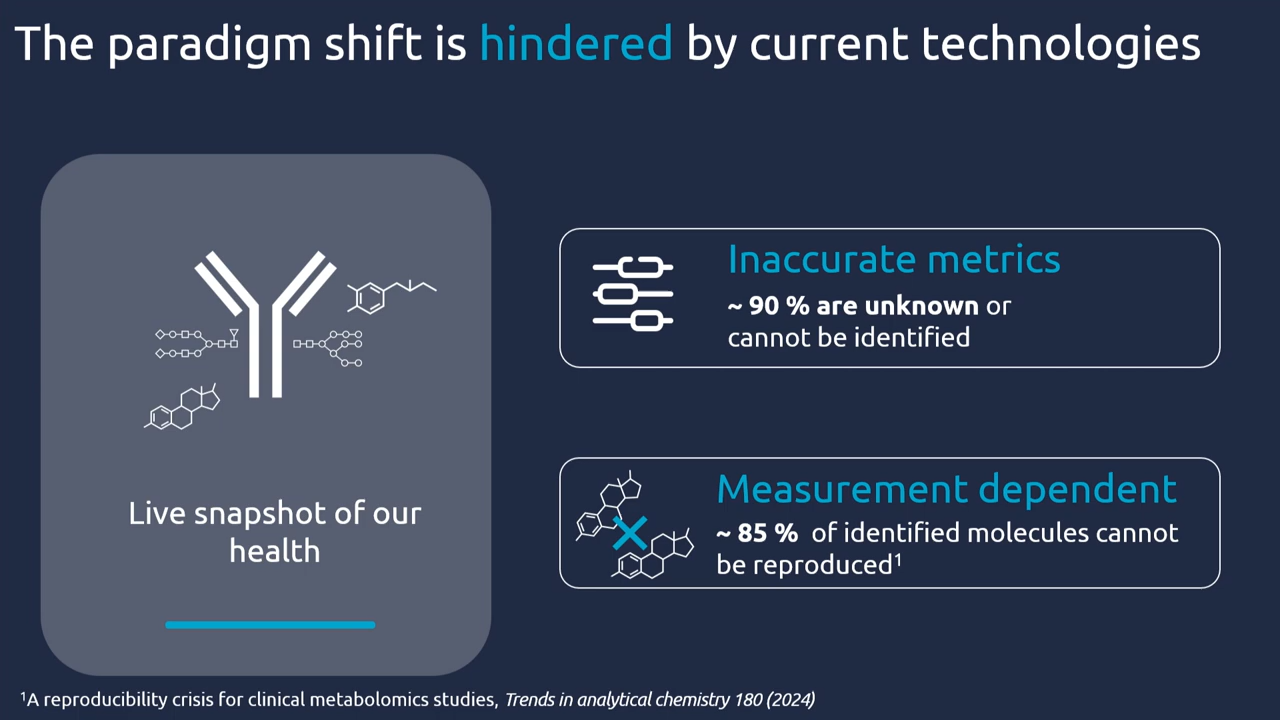 The paradigm shift is hindered by current technologies
Live snapshot of our
health
Inaccurate metrics
~ 90 % are unknown or
cannot be identified
Measurement dependent
~ 85 % of identified molecules cannot
be reproduced¹
¹A reproducibility crisis for clinical metabolomics studies, Trends in analytical chemistry 180 (2024)